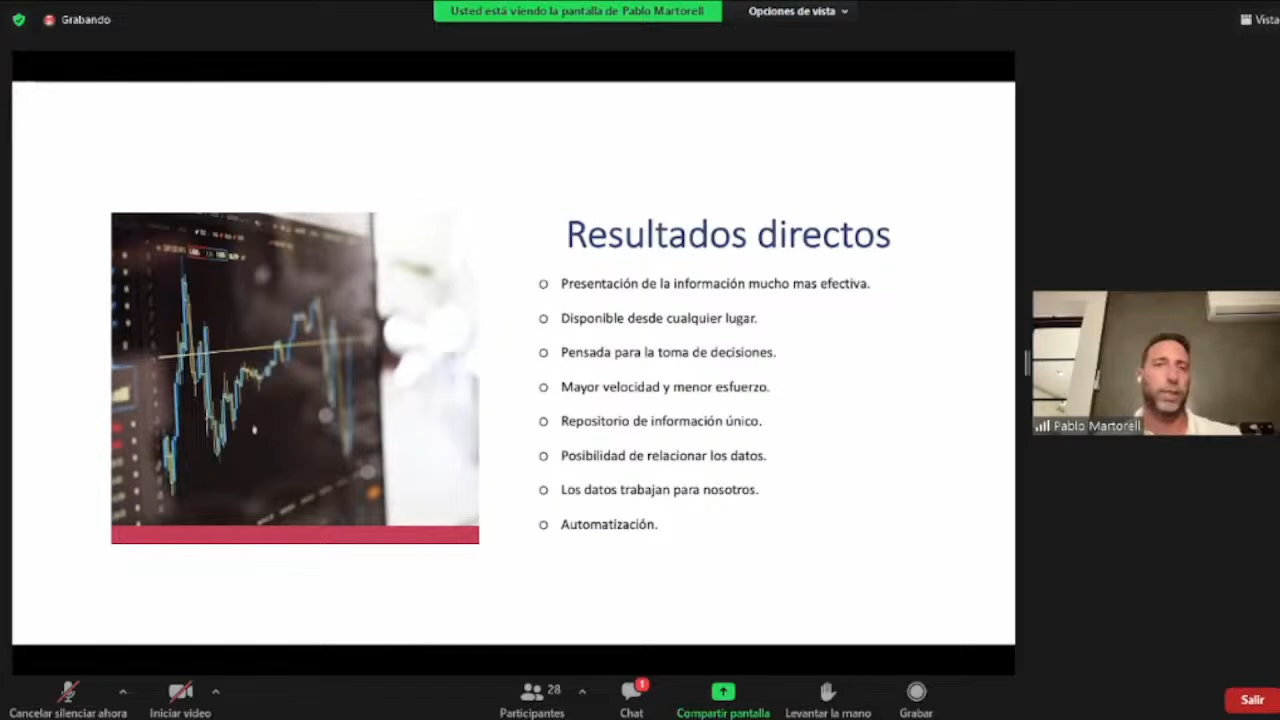 Grabando
Usted está viendo la pantalla de Pablo Martorell
Opciones de vista
Vista
Resultados directos
Presentación de la información mucho mas efectiva.
Disponible desde cualquier lugar.
Pensada para la toma de decisiones.
Mayor velocidad y menor esfuerzo.
Repositorio de información único.
Posibilidad de relacionar los datos.
Los datos trabajan para nosotros.
Automatización.
Pablo Martorell
Cancelar silenciar ahora
Iniciar video
28
Participantes
1
Chat
Compartir pantalla
Levantar la mano
Grabar
Salir